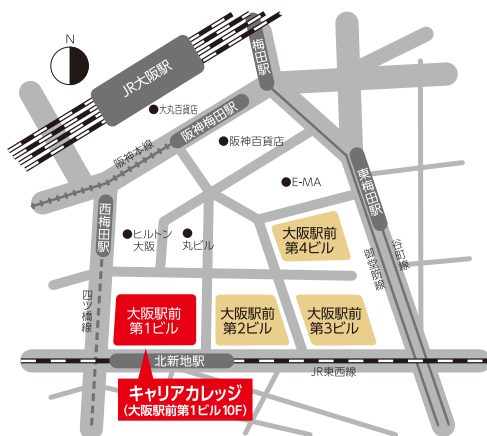 N
JR大阪駅
梅田駅
大丸百貨店
阪神梅田駅
阪神百貨店
阪神本線
E-MA
東梅田駅
西梅田駅
ヒルトン
大阪
丸ビル
大阪駅前
第4ビル
御堂筋線
谷町線
四ツ橋線
大阪駅前
第1ビル
大阪駅前
第2ビル
大阪駅前
第3ビル
北新地駅
JR東西線
キャリアカレッジ
(大阪駅前第1ビル10F)